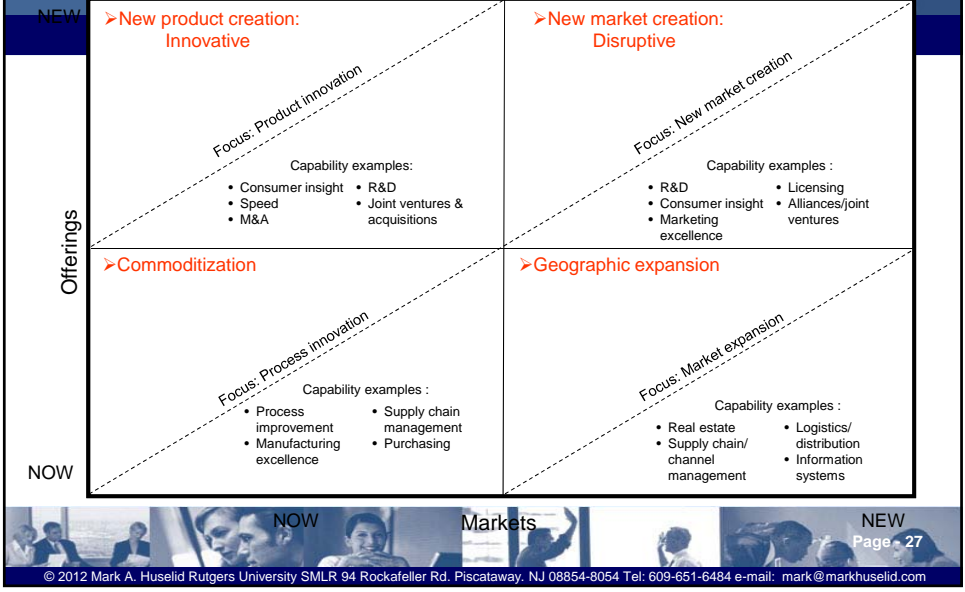 NEW
➢New product creation:
Innovative
Focus: Product innovation
Capability examples:
• Consumer insight
• Speed
• M&A
• R&D
• Joint ventures &
acquisitions
➢New market creation:
Disruptive
Focus: New market creation
Capability examples :
• R&D
• Consumer insight
• Marketing
excellence
• Licensing
• Alliances/joint
ventures
Offerings
➢Commoditization
Focus: Process innovation
Capability examples :
• Process
improvement
• Manufacturing
excellence
• Supply chain
management
• Purchasing
➢Geographic expansion
Focus: Market expansion
Capability examples :
• Real estate
• Supply chain/
channel
management
• Logistics/
distribution
• Information
systems
NOW
NOW
Markets
NEW
Page - 27
© 2012 Mark A. Huselid Rutgers University SMLR 94 Rockafeller Rd. Piscataway. NJ 08854-8054 Tel: 609-651-6484 e-mail: mark@markhuselid.com